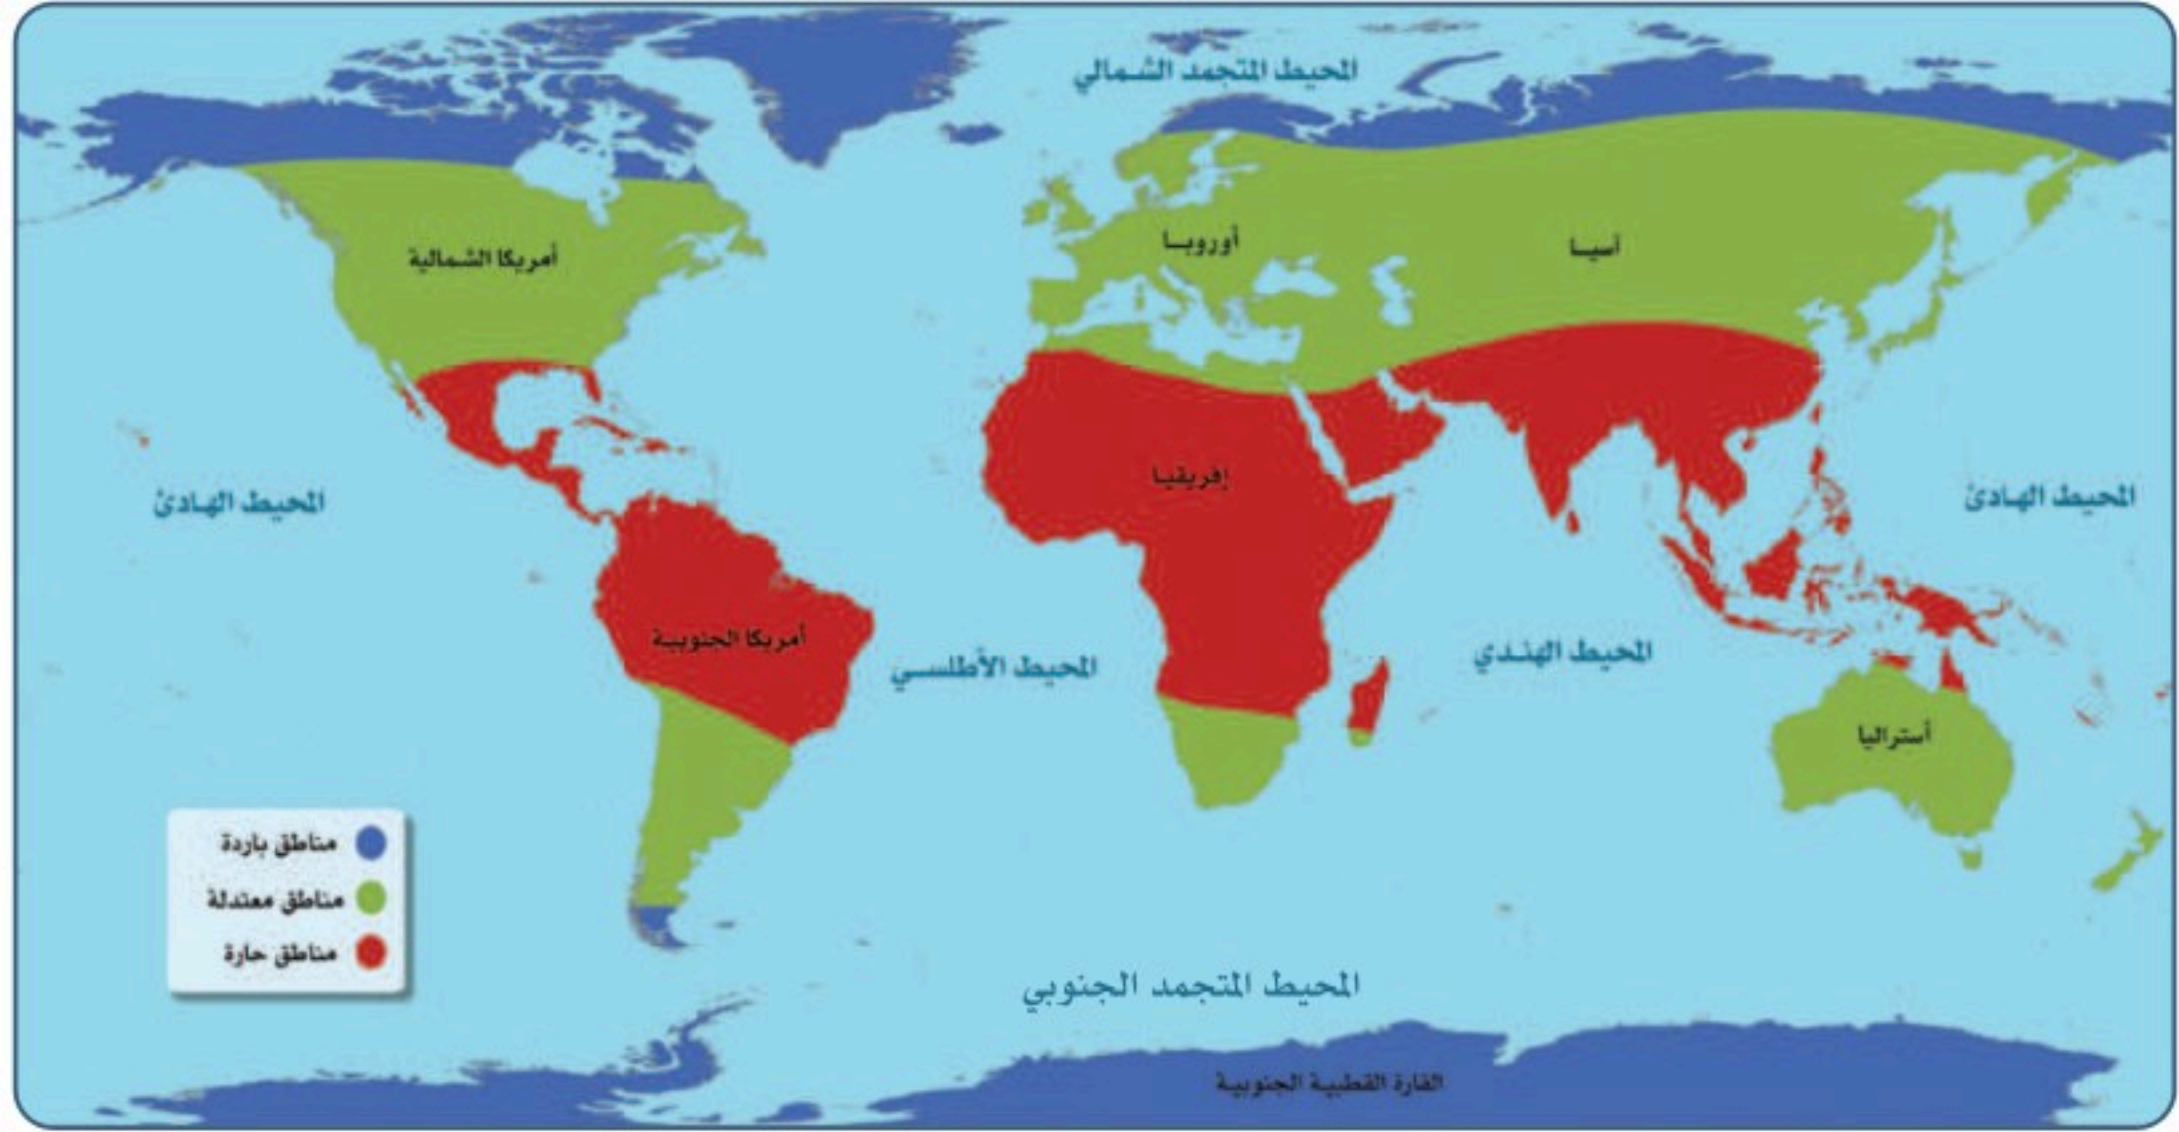 المحيط المتجمد الشمالي
أمريكا الشمالية
أوروبا
أسيا
المحيط الهادئ
إفريقيا
المحيط الهادئ
أمريكا الجنوبية
المحيط الأطلسي
المحيط الهندي
أستراليا
مناطق باردة
مناطق معتدلة
مناطق حارة
المحيط المتجمد الجنوبي
القارة القطبية الجنوبية